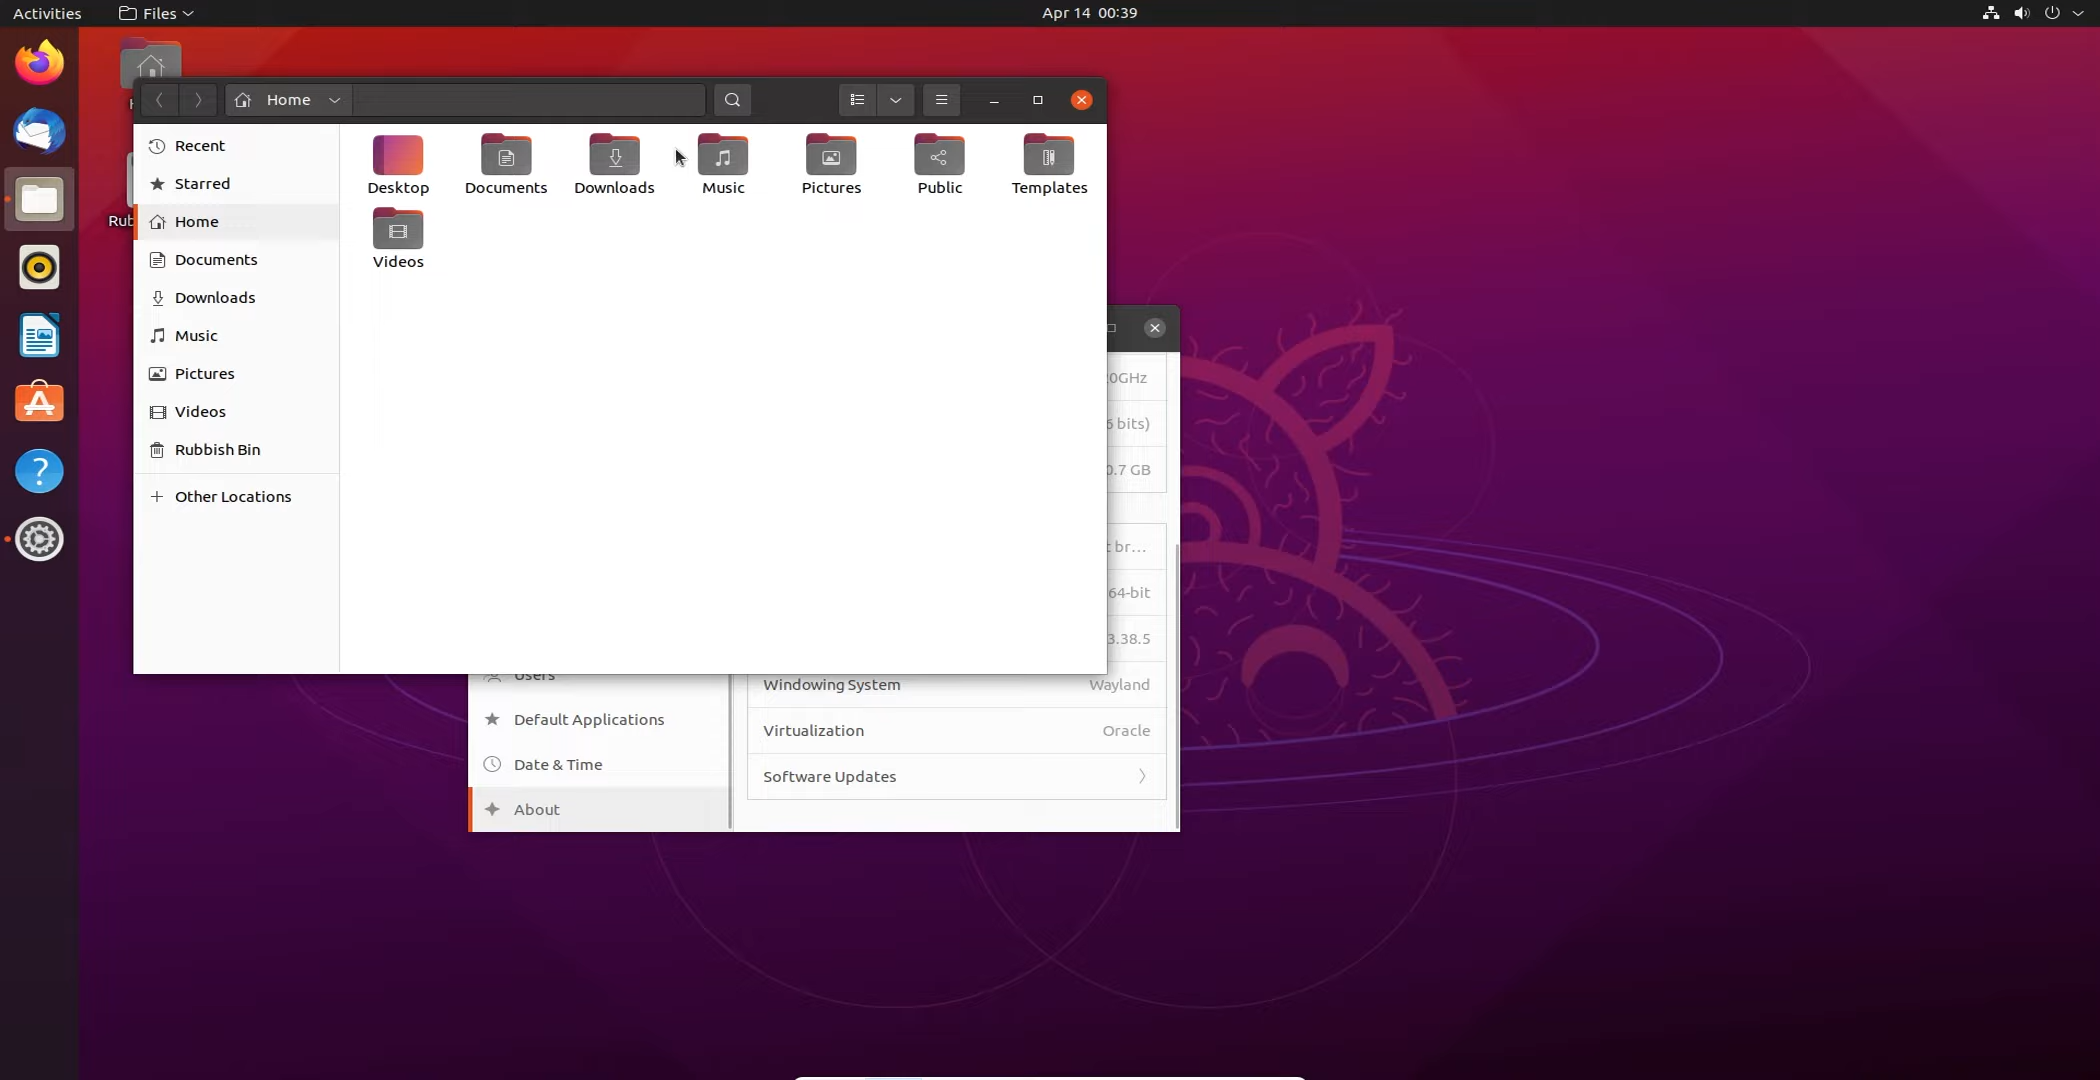 Activities Files Apr 14 00:39
Home
Recent
Starred
Home
Documents
Downloads
Music
Pictures
Videos
Rubbish Bin
Other Locations
Desktop Documents Downloads Music Pictures Public Templates
Videos
Rub
0GHz
6 bits)
0.7 GB
t br...
64-bit
3.38.5
Users
Default Applications
Date & Time
About
Windowing System Wayland
Virtualization Oracle
Software Updates